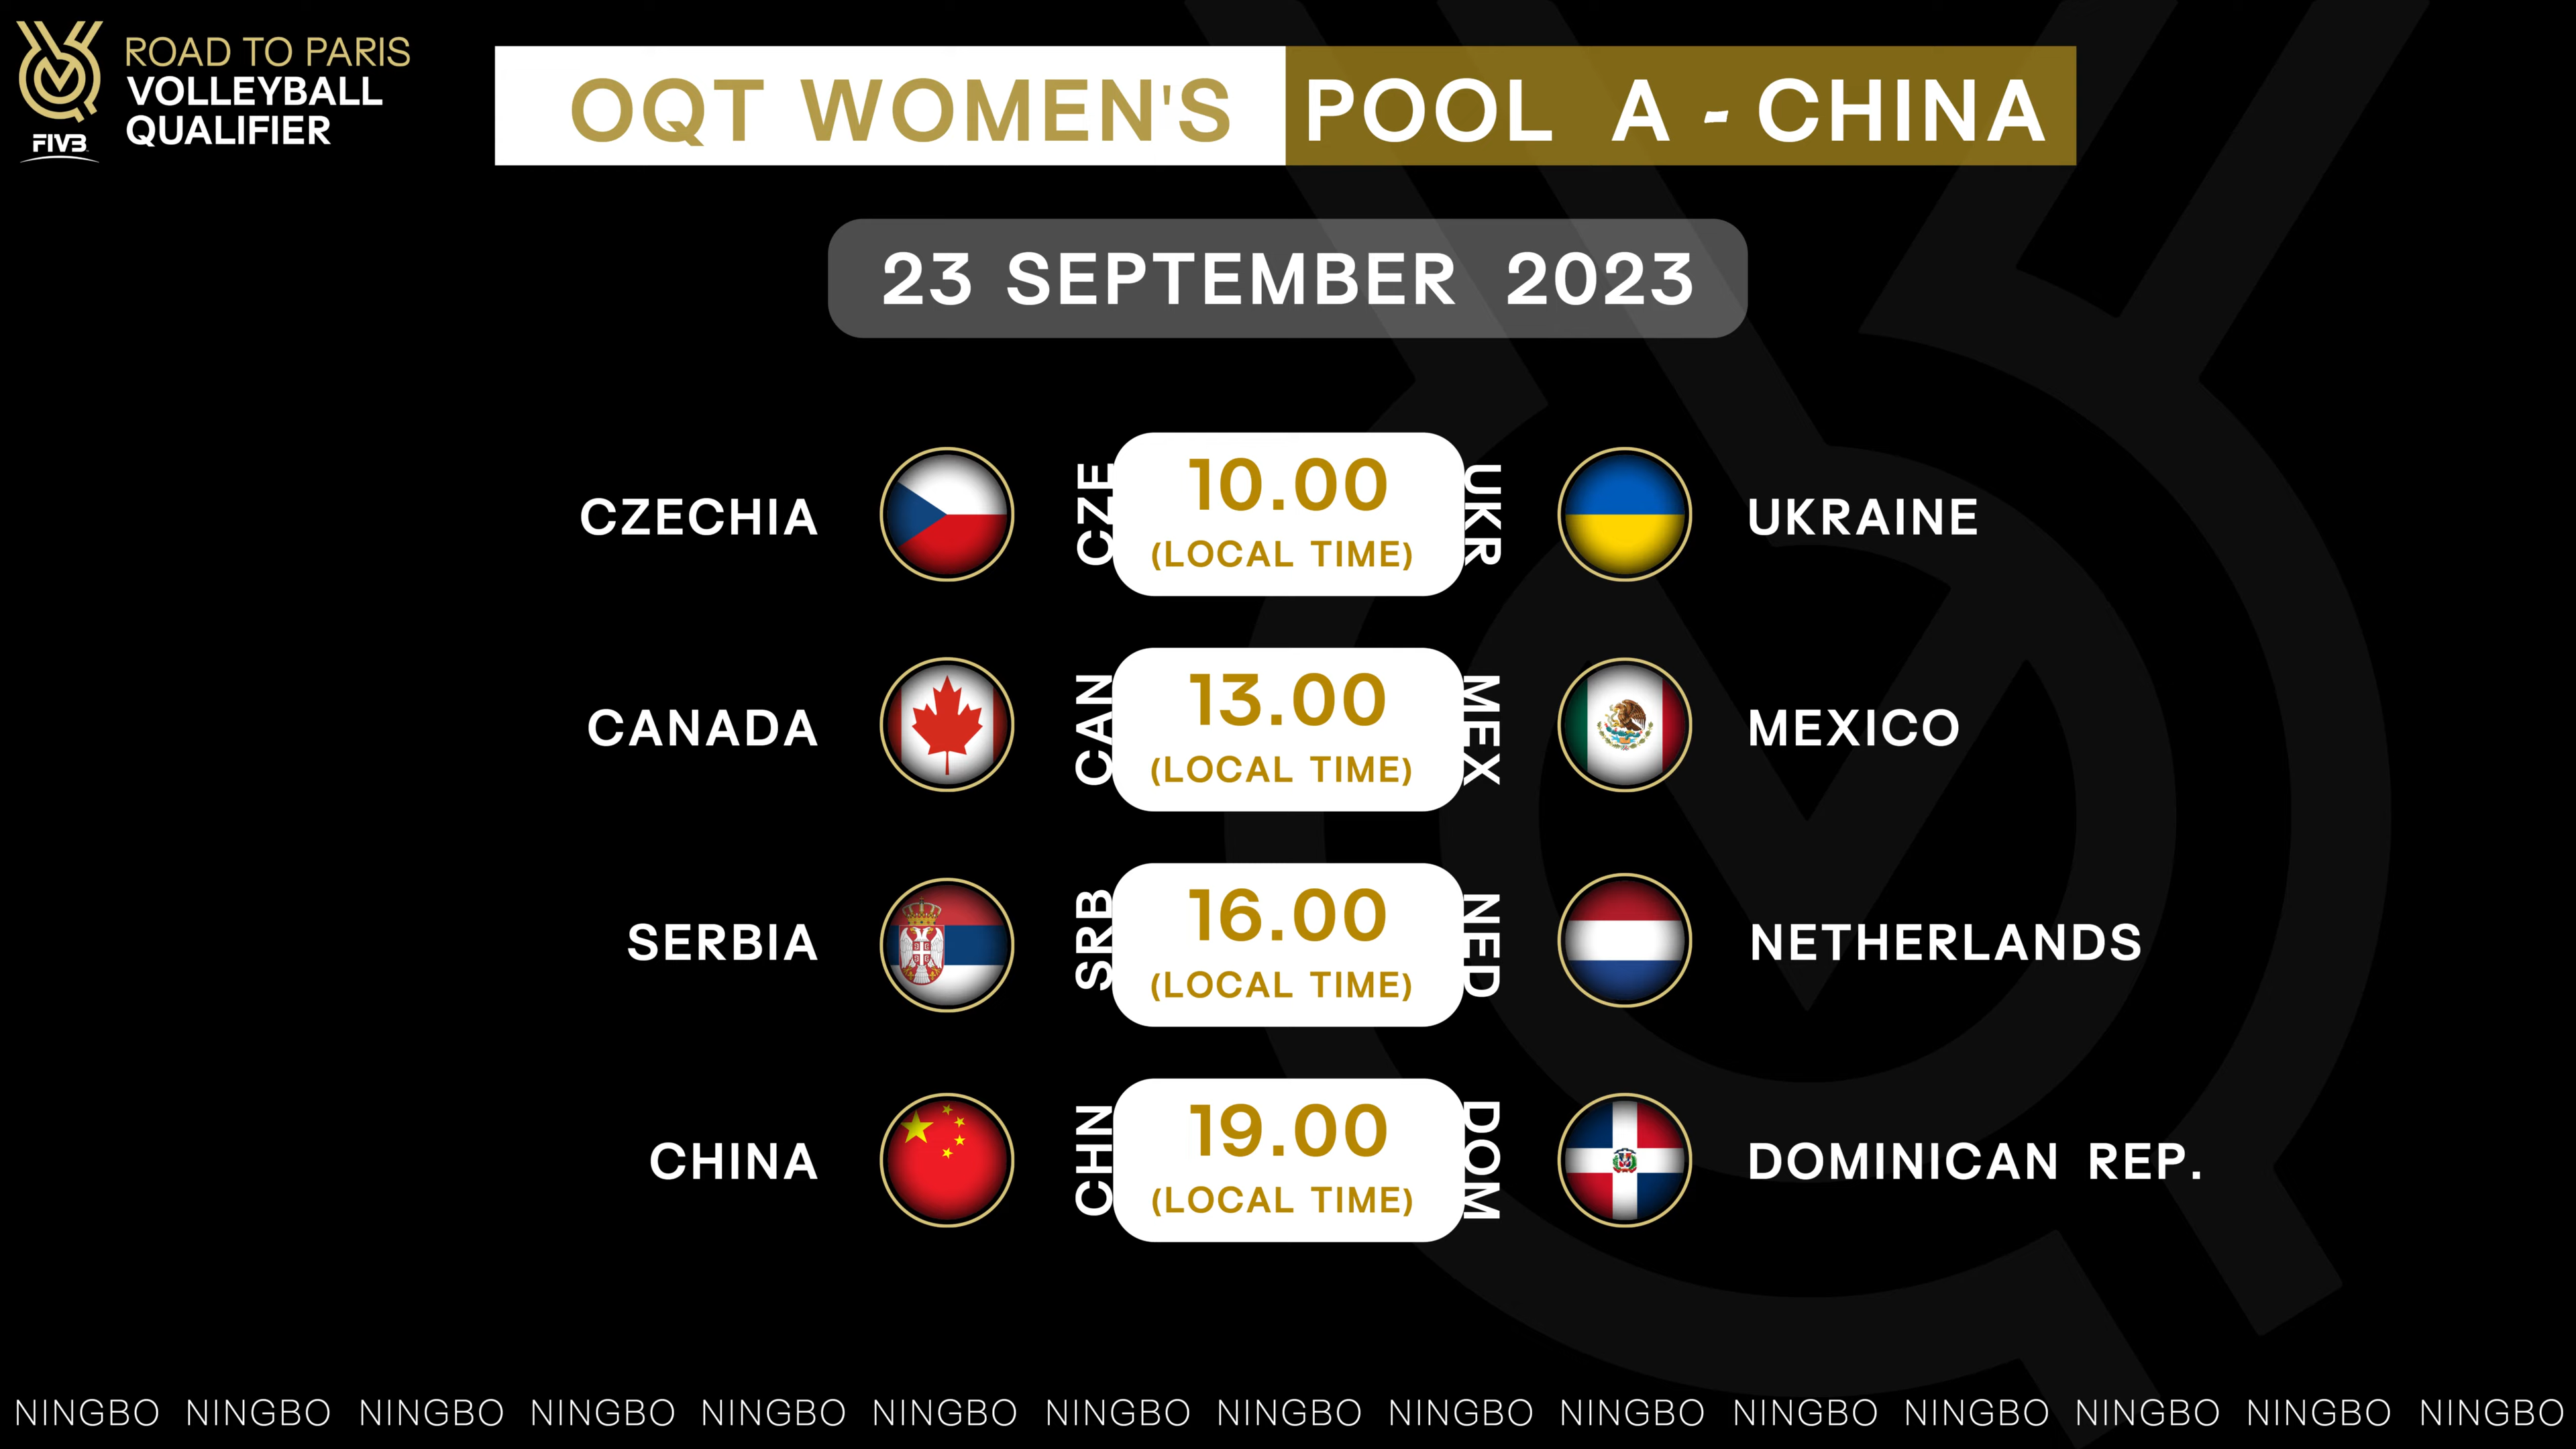 ROAD TO PARIS
VOLLEYBALL
QUALIFIER
FIVB
OQT WOMEN'S POOL A - CHINA
23 SEPTEMBER 2023
CZECHIA CZE 10.00 (LOCAL TIME) UKR UKRAINE
CANADA CAN 13.00 (LOCAL TIME) MEX MEXICO
SERBIA SRB 16.00 (LOCAL TIME) NED NETHERLANDS
CHINA CHN 19.00 (LOCAL TIME) DOM DOMINICAN REP.
NINGBO NINGBO NINGBO NINGBO NINGBO NINGBO NINGBO NINGBO NINGBO NINGBO NINGBO NINGBO NINGBO NINGBO NINGBO